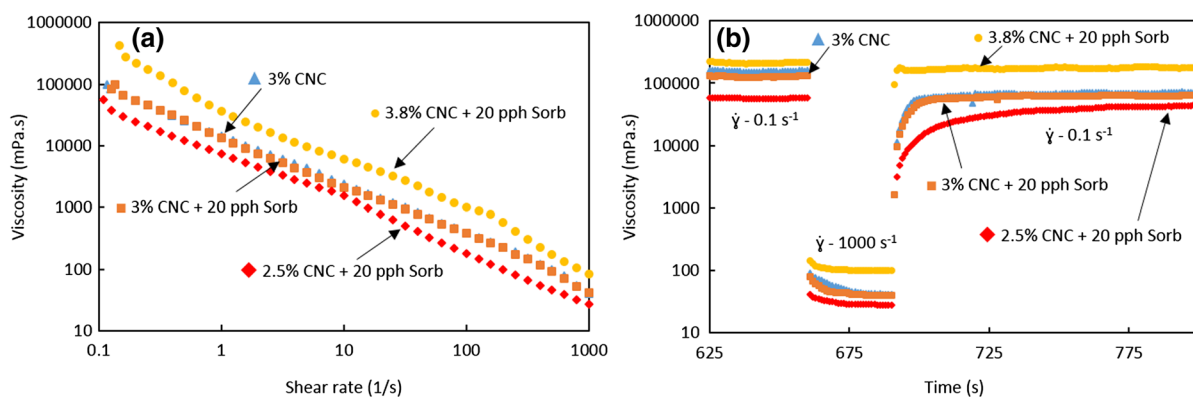 (a)
1000000
100000
10000
1000
100
10
Viscosity (mPa.s)
3% CNC
3.8% CNC + 20 pph Sorb
3% CNC + 20 pph Sorb
2.5% CNC + 20 pph Sorb
0.1
1
10
100
1000
Shear rate (1/s)
(b)
1000000
100000
10000
1000
100
10
Viscosity (mPa.s)
3% CNC
3.8% CNC + 20 pph Sorb
γ̇ - 0.1 s⁻¹
γ̇ - 0.1 s⁻¹
3% CNC + 20 pph Sorb
γ̇ - 1000 s⁻¹
2.5% CNC + 20 pph Sorb
625
675
725
775
Time (s)